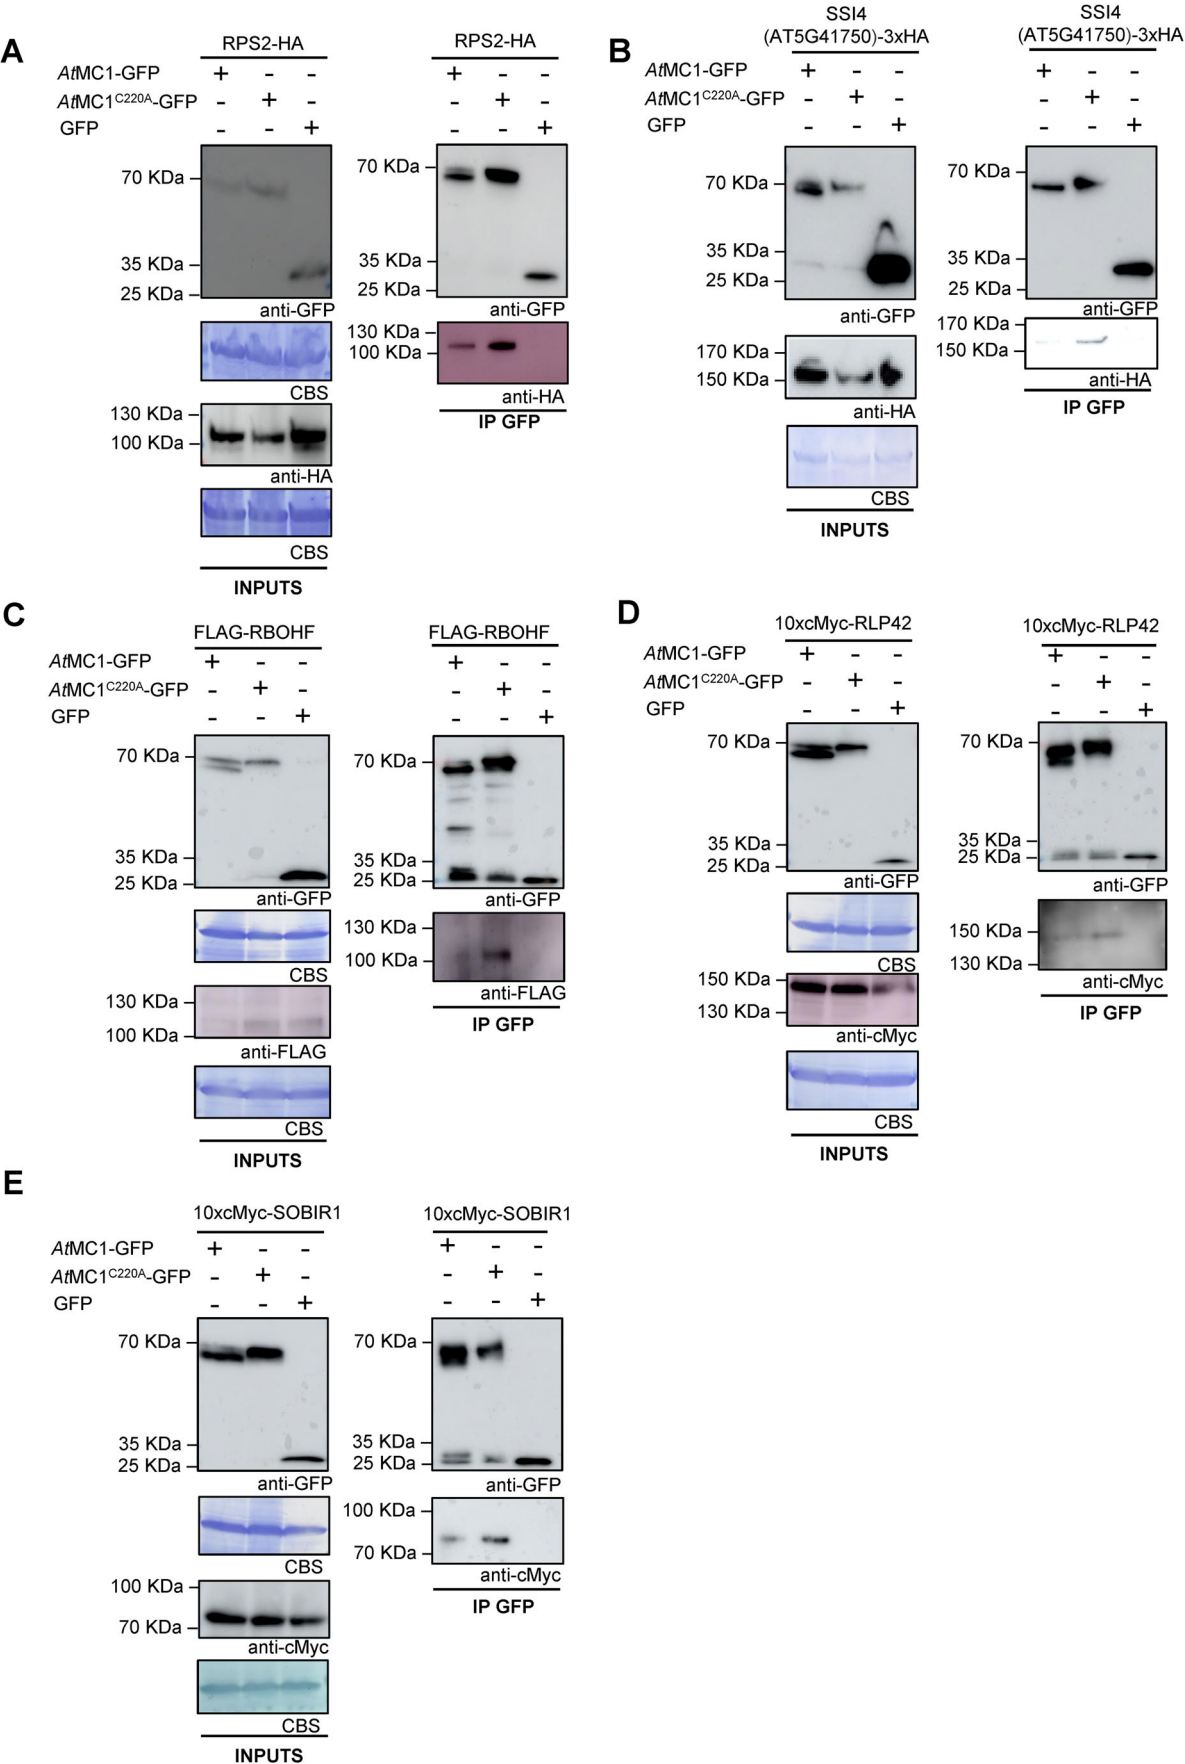 A
RPS2-HA
AtMC1-GFP + - -
AtMC1C220A-GFP - + -
GFP - - +
70 KDa
35 KDa
25 KDa
anti-GFP
CBS
130 KDa
100 KDa
anti-HA
CBS
INPUTS
RPS2-HA
+ - -
- + -
- - +
70 KDa
35 KDa
25 KDa
anti-GFP
130 KDa
100 KDa
anti-HA
IP GFP
B
SSI4
(AT5G41750)-3xHA
AtMC1-GFP + - -
AtMC1C220A-GFP - + -
GFP - - +
70 KDa
35 KDa
25 KDa
anti-GFP
170 KDa
150 KDa
anti-HA
CBS
INPUTS
SSI4
(AT5G41750)-3xHA
+ - -
- + -
- - +
70 KDa
35 KDa
25 KDa
anti-GFP
170 KDa
150 KDa
anti-HA
IP GFP
C
FLAG-RBOHF
AtMC1-GFP + - -
AtMC1C220A-GFP - + -
GFP - - +
70 KDa
35 KDa
25 KDa
anti-GFP
CBS
130 KDa
100 KDa
anti-FLAG
CBS
INPUTS
FLAG-RBOHF
+ - -
- + -
- - +
70 KDa
35 KDa
25 KDa
anti-GFP
130 KDa
100 KDa
anti-FLAG
IP GFP
D
10xcMyc-RLP42
AtMC1-GFP + - -
AtMC1C220A-GFP - + -
GFP - - +
70 KDa
35 KDa
25 KDa
anti-GFP
CBS
150 KDa
130 KDa
anti-cMyc
CBS
INPUTS
10xcMyc-RLP42
+ - -
- + -
- - +
70 KDa
35 KDa
25 KDa
anti-GFP
150 KDa
130 KDa
anti-cMyc
IP GFP
E
10xcMyc-SOBIR1
AtMC1-GFP + - -
AtMC1C220A-GFP - + -
GFP - - +
70 KDa
35 KDa
25 KDa
anti-GFP
CBS
100 KDa
70 KDa
anti-cMyc
CBS
INPUTS
10xcMyc-SOBIR1
+ - -
- + -
- - +
70 KDa
35 KDa
25 KDa
anti-GFP
100 KDa
70 KDa
anti-cMyc
IP GFP